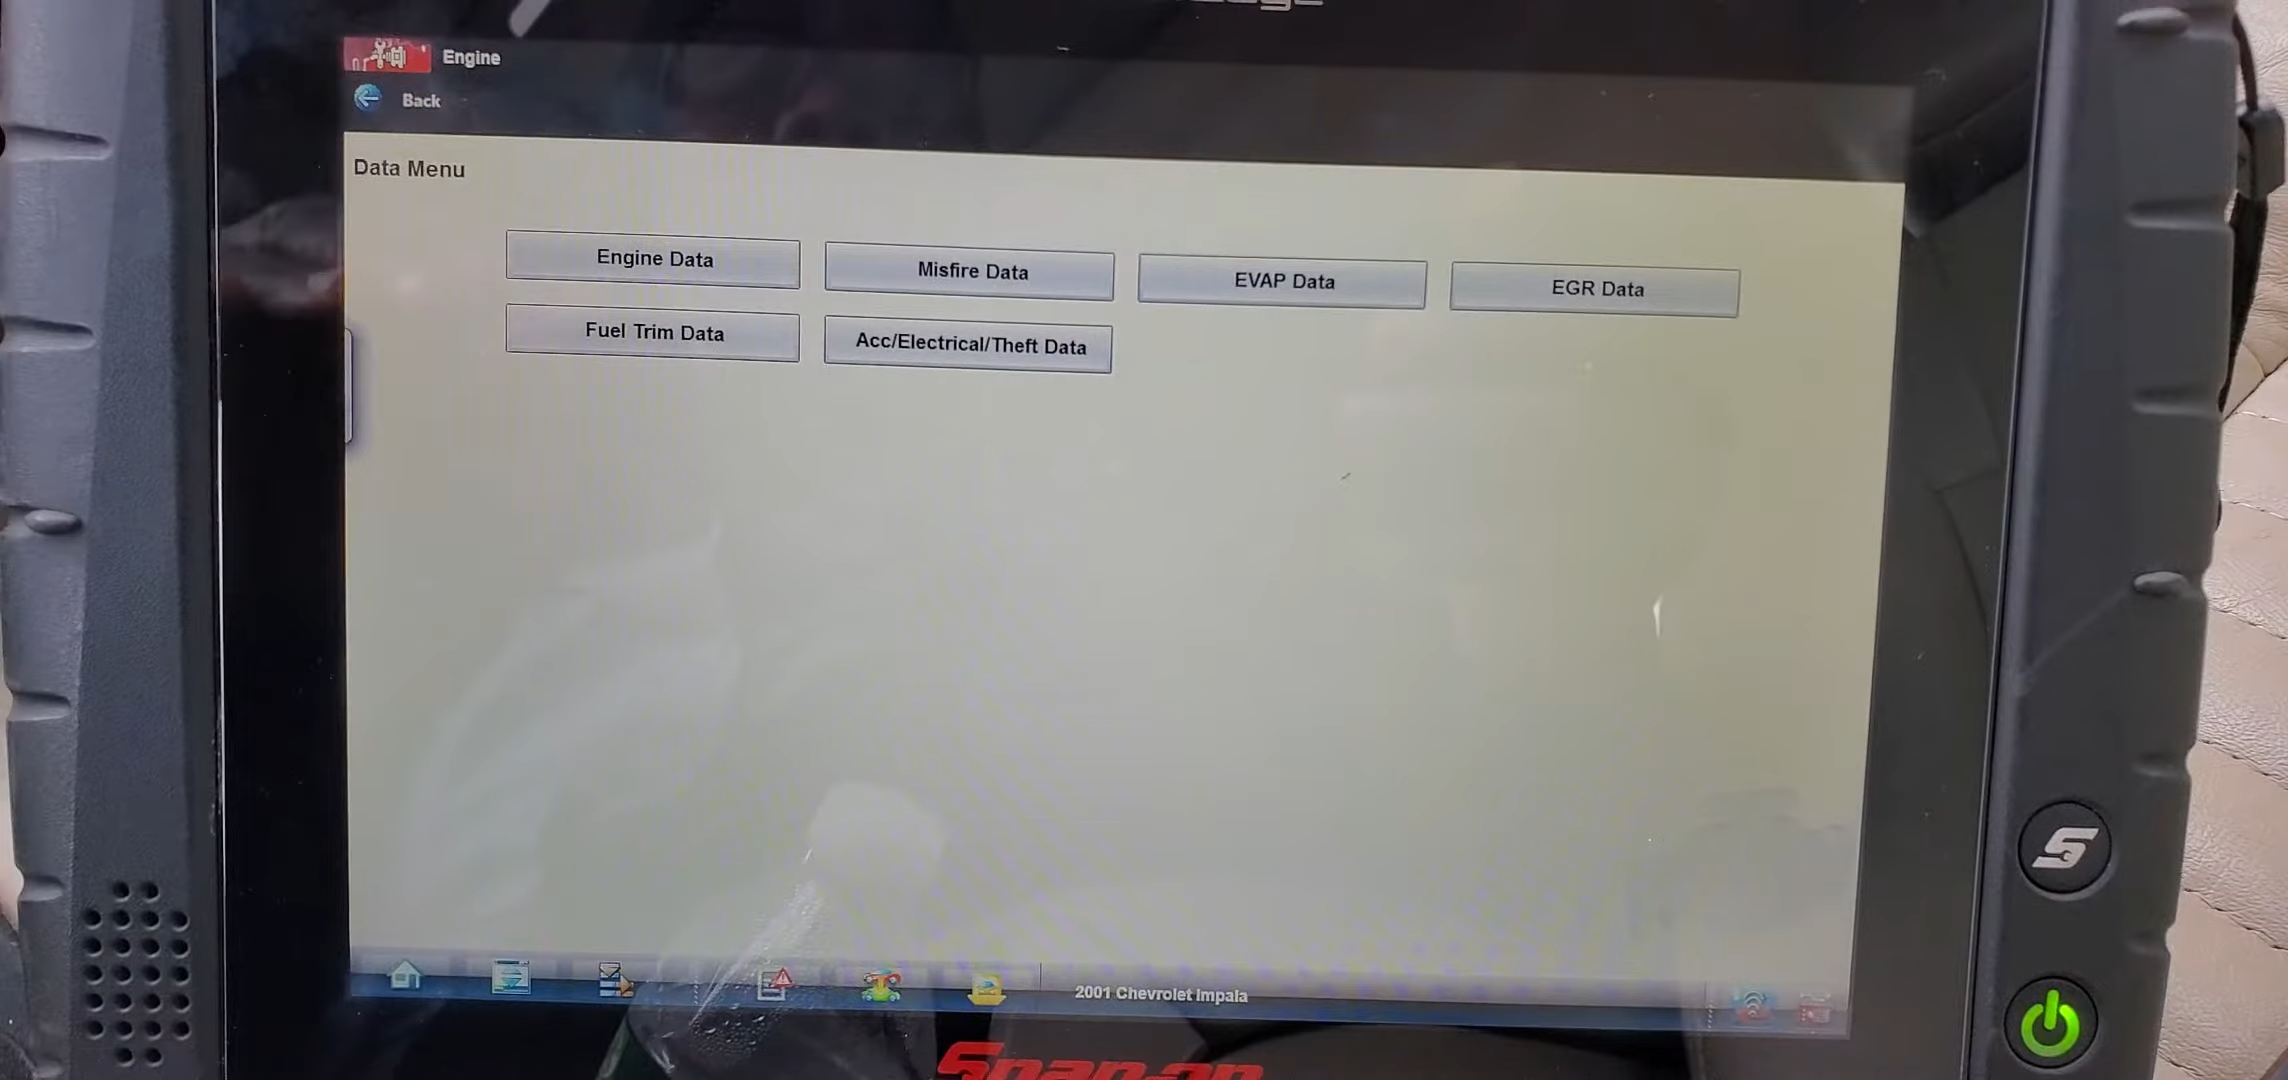 Engine
Back
Data Menu
Engine Data
Misfire Data
EVAP Data
EGR Data
Fuel Trim Data
Acc/Electrical/Theft Data
2001 Chevrolet Impala
Snap-on